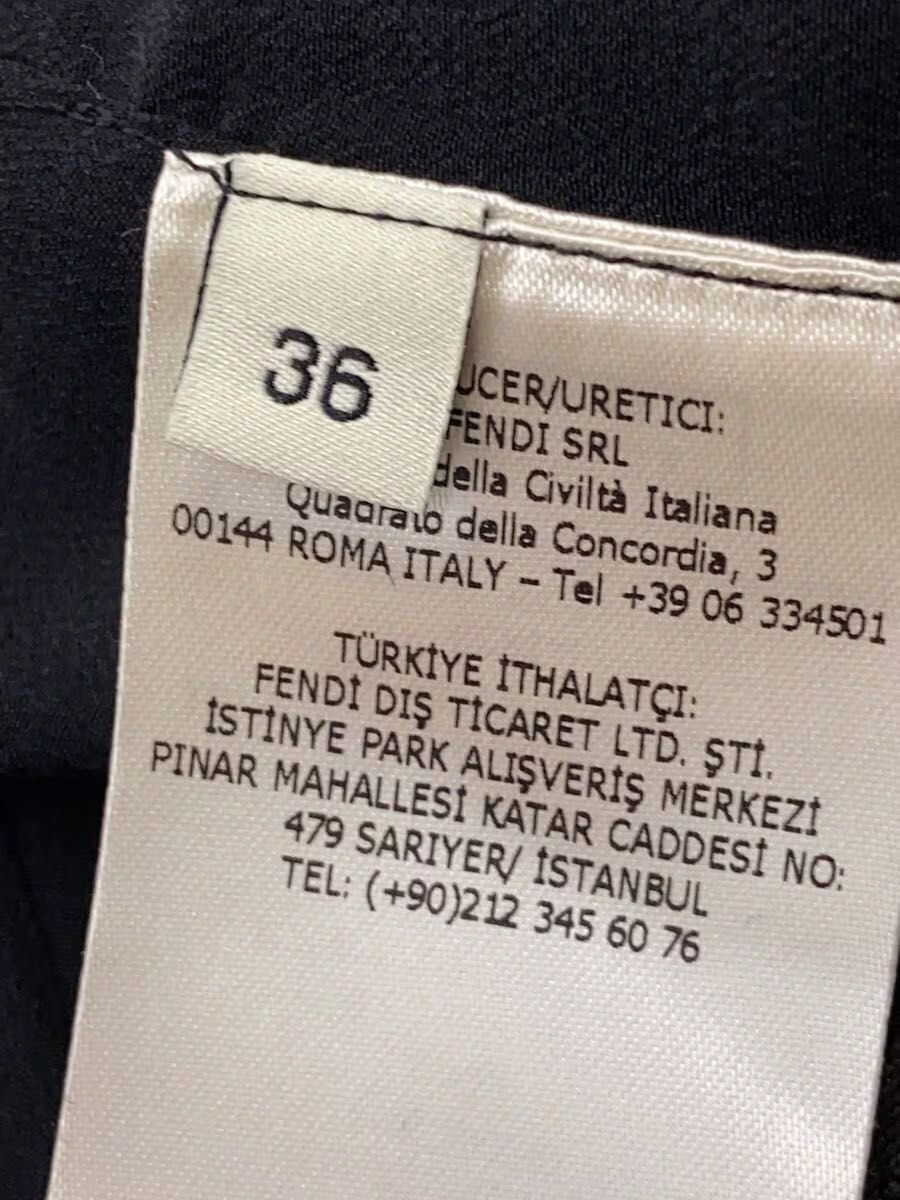 36
UCER/URETICI:
FENDI SRL
della Civiltà Italiana
Quadrato della Concordia, 3
00144 ROMA ITALY – Tel +39 06 334501
TÜRKİYE İTHALATÇI:
FENDİ DIŞ TİCARET LTD. ŞTİ.
İSTİNYE PARK ALIŞVERİŞ MERKEZİ
PINAR MAHALLESİ KATAR CADDESİ NO:
479 SARIYER/ İSTANBUL
TEL: (+90)212 345 60 76